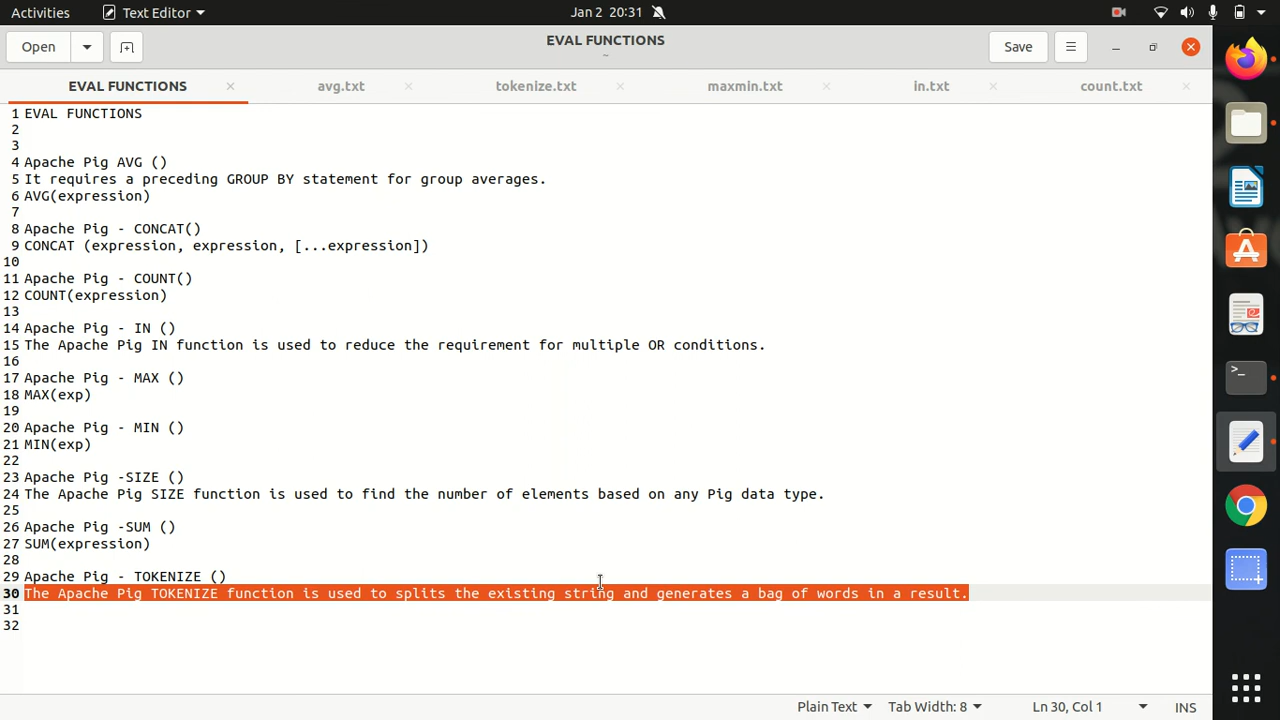 Activities Text Editor Jan 2 20:31
Open EVAL FUNCTIONS Save
EVAL FUNCTIONS avg.txt tokenize.txt maxmin.txt in.txt count.txt
1 EVAL FUNCTIONS
2
3
4 Apache Pig AVG ()
5 It requires a preceding GROUP BY statement for group averages.
6 AVG(expression)
7
8 Apache Pig - CONCAT()
9 CONCAT (expression, expression, [...expression])
10
11 Apache Pig - COUNT()
12 COUNT(expression)
13
14 Apache Pig - IN ()
15 The Apache Pig IN function is used to reduce the requirement for multiple OR conditions.
16
17 Apache Pig - MAX ()
18 MAX(exp)
19
20 Apache Pig - MIN ()
21 MIN(exp)
22
23 Apache Pig -SIZE ()
24 The Apache Pig SIZE function is used to find the number of elements based on any Pig data type.
25
26 Apache Pig -SUM ()
27 SUM(expression)
28
29 Apache Pig - TOKENIZE ()
30 The Apache Pig TOKENIZE function is used to splits the existing string and generates a bag of words in a result.
31
32
Plain Text Tab Width: 8 Ln 30, Col 1 INS